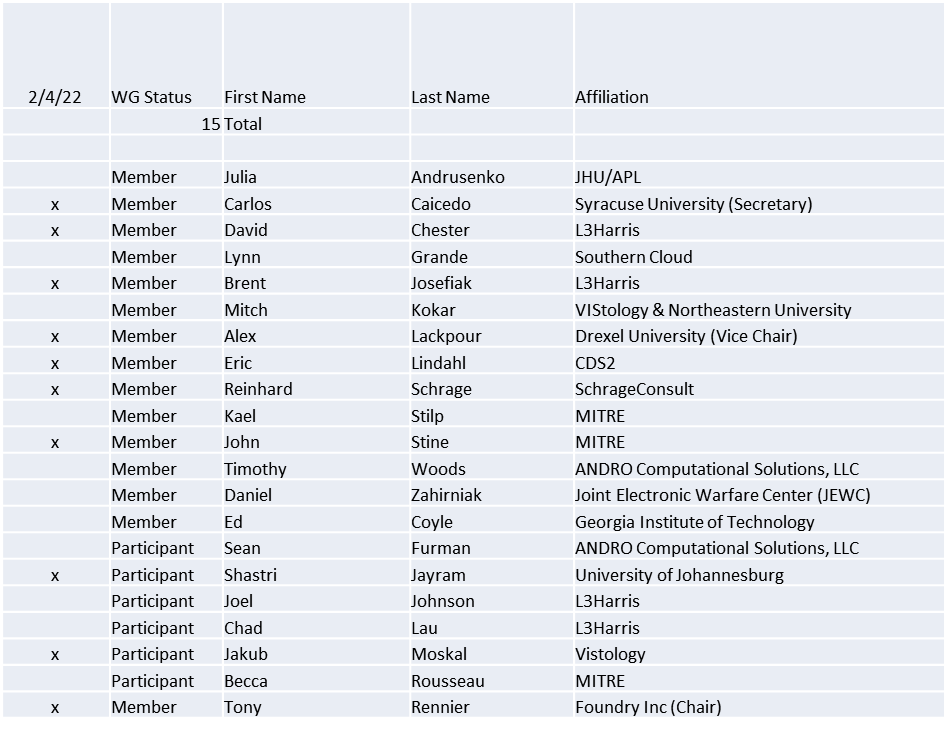 2/4/22 WG Status First Name Last Name Affiliation
15 Total
Member Julia Andrusenko JHU/APL
x Member Carlos Caicedo Syracuse University (Secretary)
x Member David Chester L3Harris
Member Lynn Grande Southern Cloud
x Member Brent Josefiak L3Harris
Member Mitch Kokar VIStology & Northeastern University
x Member Alex Lackpour Drexel University (Vice Chair)
x Member Eric Lindahl CDS2
x Member Reinhard Schrage SchrageConsult
Member Kael Stilp MITRE
x Member John Stine MITRE
Member Timothy Woods ANDRO Computational Solutions, LLC
Member Daniel Zahirniak Joint Electronic Warfare Center (JEWC)
Member Ed Coyle Georgia Institute of Technology
Participant Sean Furman ANDRO Computational Solutions, LLC
x Participant Shastri Jayram University of Johannesburg
Participant Joel Johnson L3Harris
Participant Chad Lau L3Harris
x Participant Jakub Moskal Vistology
Participant Becca Rousseau MITRE
x Member Tony Rennier Foundry Inc (Chair)